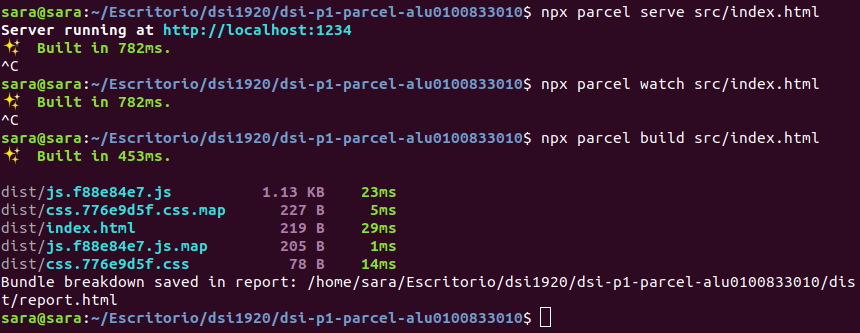 sara@sara:~/Escritorio/dsi1920/dsi-p1-parcel-alu0100833010$ npx parcel serve src/index.html
Server running at http://localhost:1234
✨ Built in 782ms.
^C
sara@sara:~/Escritorio/dsi1920/dsi-p1-parcel-alu0100833010$ npx parcel watch src/index.html
✨ Built in 782ms.
^C
sara@sara:~/Escritorio/dsi1920/dsi-p1-parcel-alu0100833010$ npx parcel build src/index.html
✨ Built in 453ms.
dist/js.f88e84e7.js 1.13 KB 23ms
dist/css.776e9d5f.css.map 227 B 5ms
dist/index.html 219 B 29ms
dist/js.f88e84e7.js.map 205 B 1ms
dist/css.776e9d5f.css 78 B 14ms
Bundle breakdown saved in report: /home/sara/Escritorio/dsi1920/dsi-p1-parcel-alu0100833010/dis
t/report.html
sara@sara:~/Escritorio/dsi1920/dsi-p1-parcel-alu0100833010$